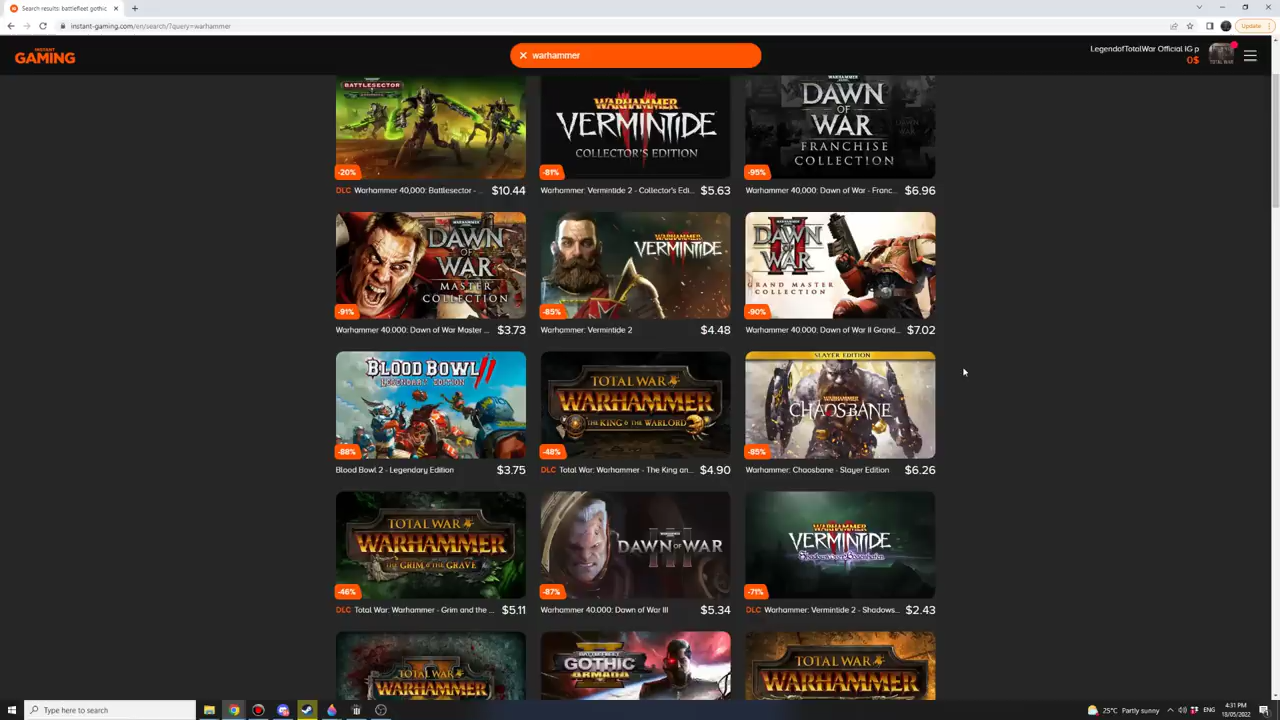 Search results: battlefleet gothic
instant-gaming.com/en/search/?query=warhammer
Update
INSTANT
GAMING
warhammer
LegendofTotalWar Official IG p
0$
TOTAL WAR
BATTLESECTOR
-20%
DLC Warhammer 40,000: Battlesector - ...
$10.44
WARHAMMER
VERMINTIDE
COLLECTOR'S EDITION
-81%
Warhammer: Vermintide 2 - Collector's Edi...
$5.63
DAWN
OF
WAR
FRANCHISE
COLLECTION
-95%
Warhammer 40,000: Dawn of War - Franc...
$6.96
DAWN
OF
WAR
MASTER
COLLECTION
-91%
Warhammer 40,000: Dawn of War Master ...
$3.73
WARHAMMER
VERMINTIDE
-85%
Warhammer: Vermintide 2
$4.48
DAWN
OF
WAR
II
GRAND MASTER
COLLECTION
-90%
Warhammer 40,000: Dawn of War II Grand...
$7.02
BLOOD BOWL II
LEGENDARY EDITION
-88%
Blood Bowl 2 - Legendary Edition
$3.75
TOTAL WAR
WARHAMMER
THE KING & THE WARLORD
-48%
DLC Total War: Warhammer - The King an...
$4.90
SLAYER EDITION
WARHAMMER
CHAOSBANE
-85%
Warhammer: Chaosbane - Slayer Edition
$6.26
TOTAL WAR
WARHAMMER
THE GRIM & THE GRAVE
-46%
DLC Total War: Warhammer - Grim and the ...
$5.11
DAWN OF WAR
III
-87%
Warhammer 40,000: Dawn of War III
$5.34
WARHAMMER
VERMINTIDE
Shadows Over Bögenhafen
-71%
DLC Warhammer: Vermintide 2 - Shadows...
$2.43
TOTAL WAR
WARHAMMER
GOTHIC
ARMADA
TOTAL WAR
WARHAMMER
Type here to search
25°C Partly sunny
ENG
4:31 PM
18/05/2022